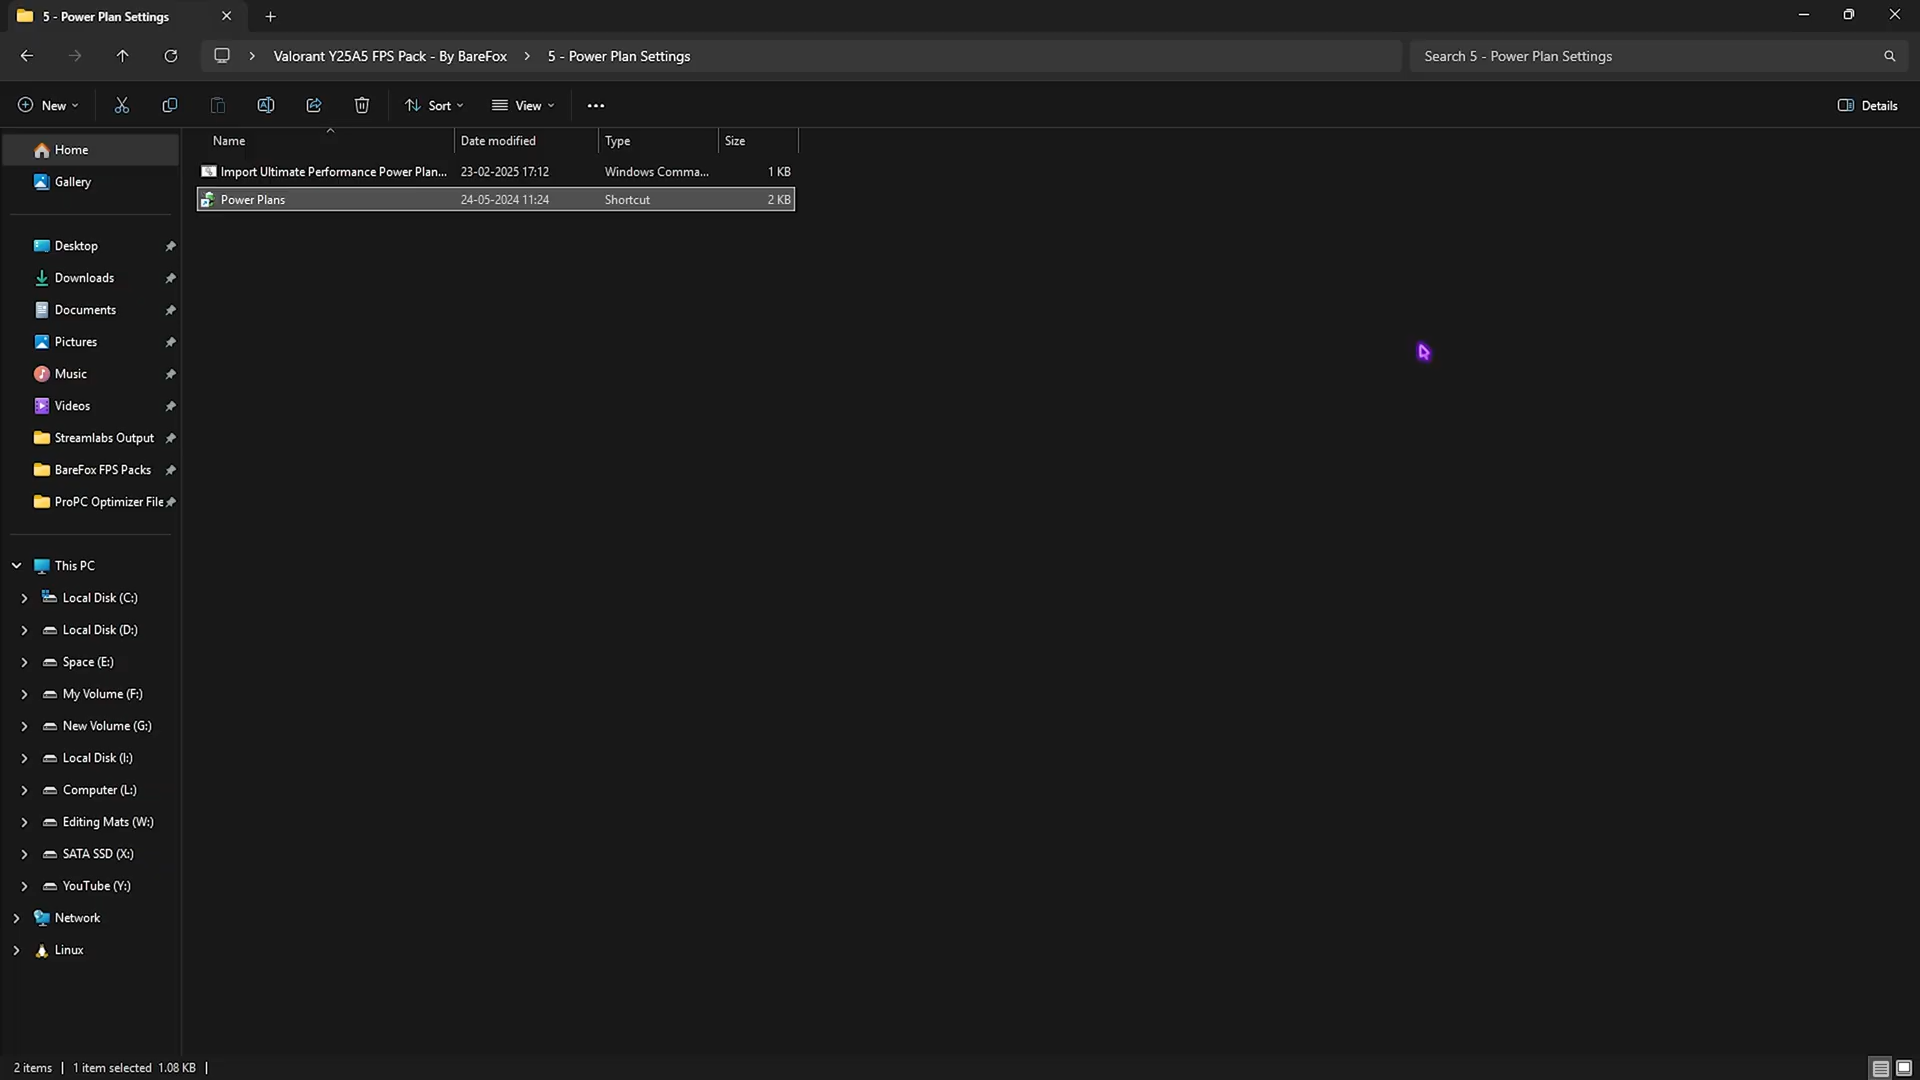 5 - Power Plan Settings
Valorant Y25A5 FPS Pack - By BareFox
5 - Power Plan Settings
Search 5 - Power Plan Settings
New
Sort
View
Details
Name
Date modified
Type
Size
Import Ultimate Performance Power Plan... 23-02-2025 17:12 Windows Comma... 1 KB
Power Plans 24-05-2024 11:24 Shortcut 2 KB
Home
Gallery
Desktop
Downloads
Documents
Pictures
Music
Videos
Streamlabs Output
BareFox FPS Packs
ProPC Optimizer File
This PC
Local Disk (C:)
Local Disk (D:)
Space (E:)
My Volume (F:)
New Volume (G:)
Local Disk (I:)
Computer (L:)
Editing Mats (W:)
SATA SSD (X:)
YouTube (Y:)
Network
Linux
2 items
1 item selected 1.08 KB